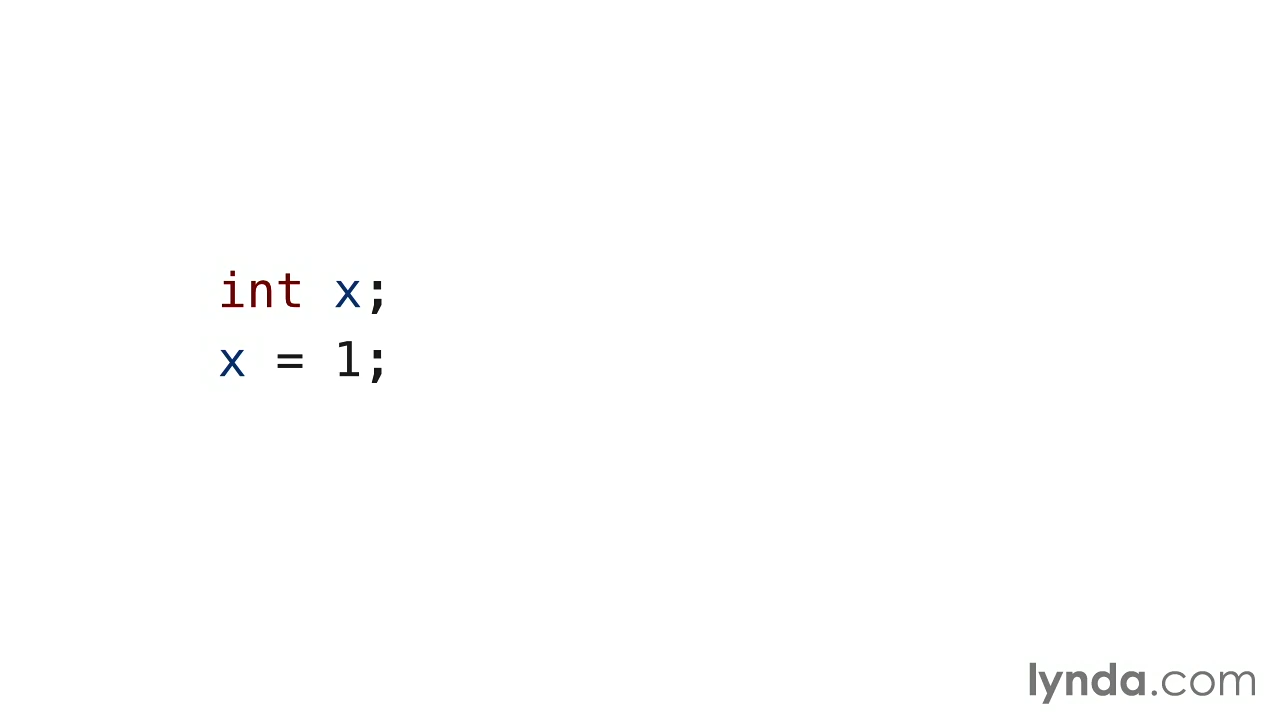 int x;
x = 1;
lynda.com